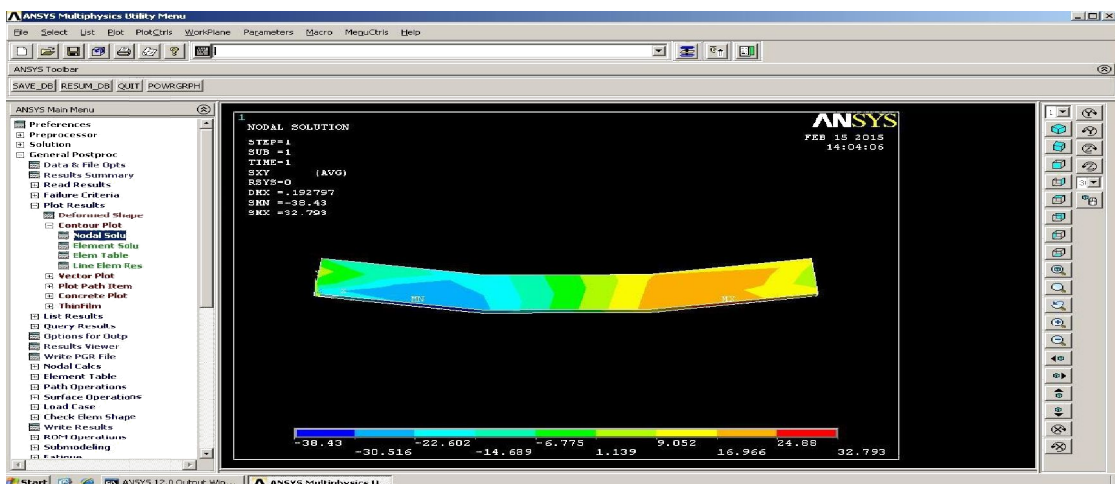 ANSYS Multiphysics Utility Menu
File Select List Plot PlotCtrls WorkPlane Parameters Macro MenuCtrls Help
ANSYS Toolbar
SAVE_DB RESUM_DB QUIT POWRGRPH
ANSYS Main Menu
Preferences
Preprocessor
Solution
General Postproc
Data & File Opts
Results Summary
Read Results
Failure Criteria
Plot Results
Deformed Shape
Contour Plot
Nodal Solu
Element Solu
Elem Table
Line Elem Res
Vector Plot
Plot Path Item
Concrete Plot
ThinFilm
List Results
Query Results
Options for Outp
Results Viewer
Write PGR File
Nodal Calcs
Element Table
Path Operations
Surface Operations
Load Case
Check Elem Shape
Write Results
ROM Operations
Submodeling
Fatigue
1
NODAL SOLUTION
STEP=1
SUB =1
TIME=1
SXY (AVG)
RSYS=0
DMX =.192797
SMN =-38.43
SMX =32.793
ANSYS
FEB 15 2015
14:04:06
MN
MX
-38.43 -22.602 -6.775 9.052 24.88
-30.516 -14.689 1.139 16.966 32.793
1
Start ANSYS 12.0 Output Win... ANSYS Multiphysics U...